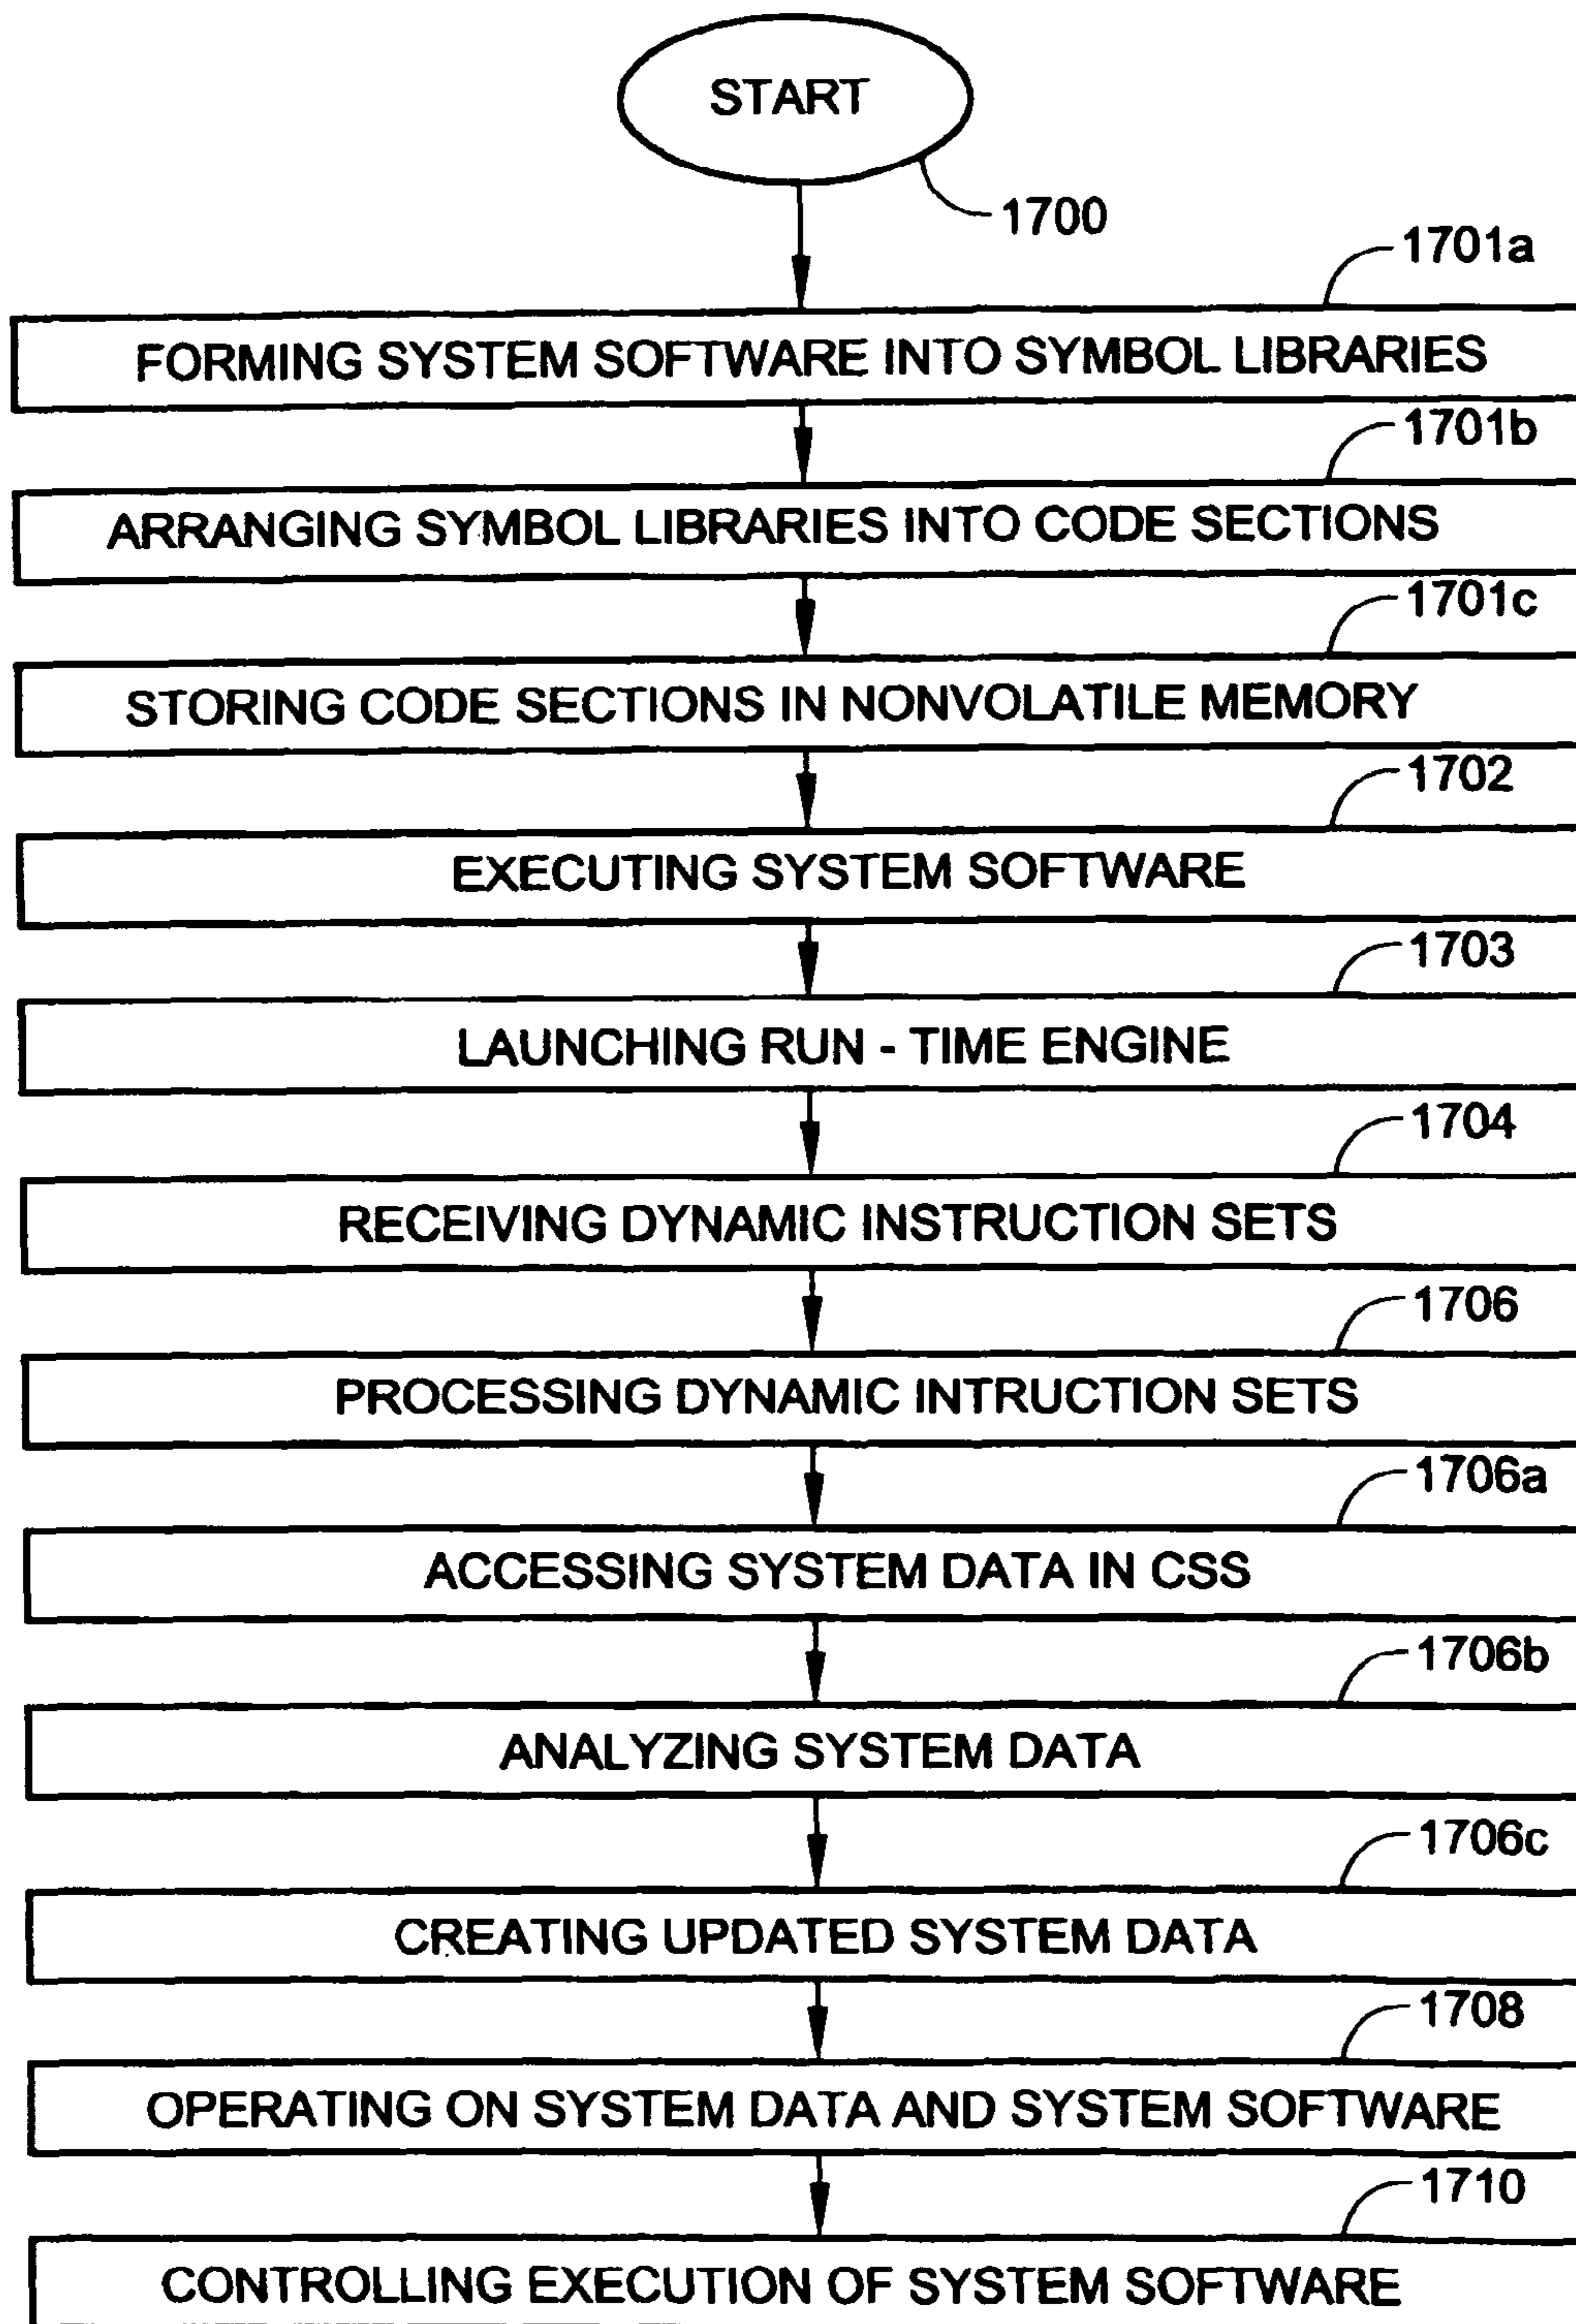 START
1700
1701a
FORMING SYSTEM SOFTWARE INTO SYMBOL LIBRARIES
1701b
ARRANGING SYMBOL LIBRARIES INTO CODE SECTIONS
1701c
STORING CODE SECTIONS IN NONVOLATILE MEMORY
1702
EXECUTING SYSTEM SOFTWARE
1703
LAUNCHING RUN - TIME ENGINE
1704
RECEIVING DYNAMIC INSTRUCTION SETS
1706
PROCESSING DYNAMIC INTRUCTION SETS
1706a
ACCESSING SYSTEM DATA IN CSS
1706b
ANALYZING SYSTEM DATA
1706c
CREATING UPDATED SYSTEM DATA
1708
OPERATING ON SYSTEM DATA AND SYSTEM SOFTWARE
1710
CONTROLLING EXECUTION OF SYSTEM SOFTWARE